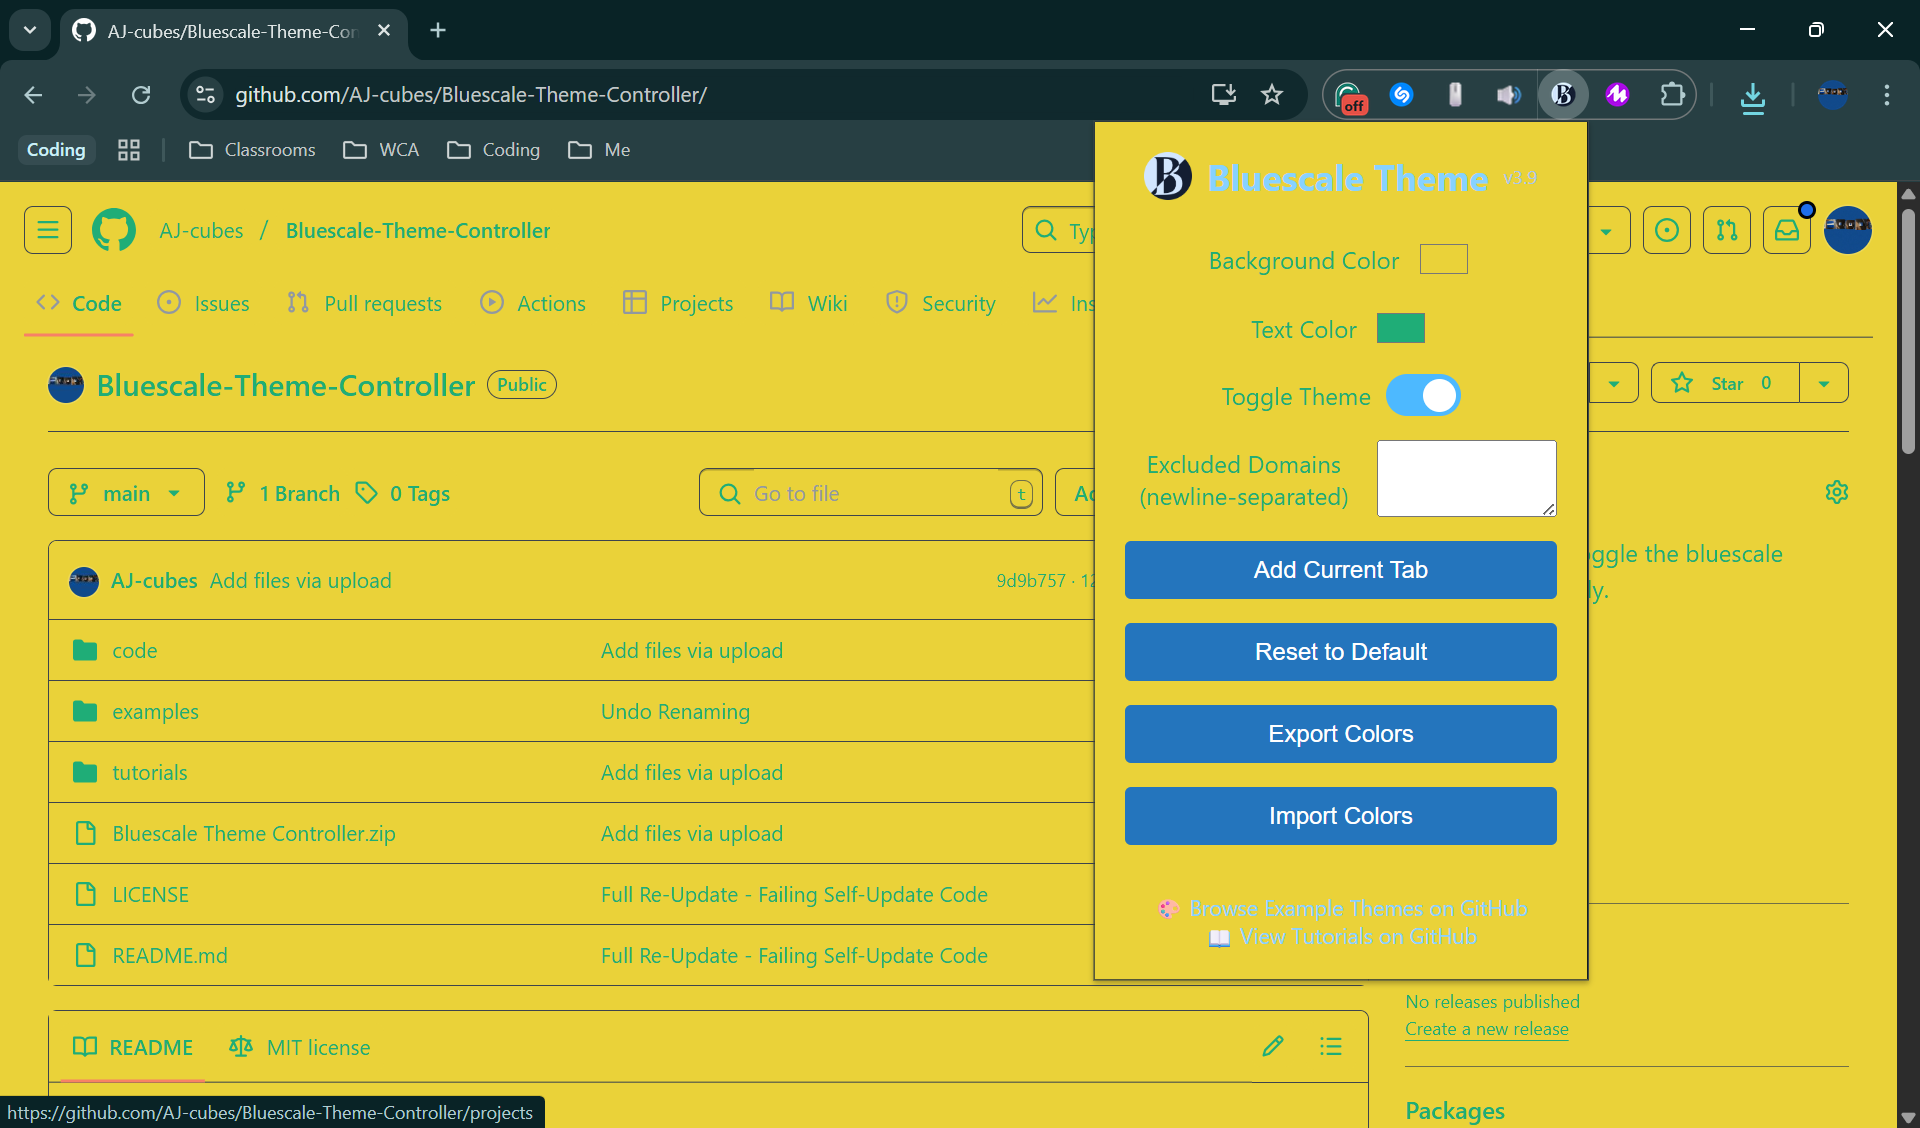 AJ-cubes/Bluescale-Theme-Con
github.com/AJ-cubes/Bluescale-Theme-Controller/
off
Coding
Classrooms
WCA
Coding
Me
AJ-cubes / Bluescale-Theme-Controller
Typ
Code
Issues
Pull requests
Actions
Projects
Wiki
Security
Ins
Bluescale-Theme-Controller
Public
Star 0
main
1 Branch
0 Tags
Go to file
t
Ad
AJ-cubes Add files via upload
9d9b757 · 12
code
Add files via upload
examples
Undo Renaming
tutorials
Add files via upload
Bluescale Theme Controller.zip
Add files via upload
LICENSE
Full Re-Update - Failing Self-Update Code
README.md
Full Re-Update - Failing Self-Update Code
README
MIT license
https://github.com/AJ-cubes/Bluescale-Theme-Controller/projects
B
Bluescale Theme v3.9
Background Color
Text Color
Toggle Theme
Excluded Domains
(newline-separated)
Add Current Tab
Reset to Default
Export Colors
Import Colors
Browse Example Themes on GitHub
View Tutorials on GitHub
oggle the bluescale
ly.
No releases published
Create a new release
Packages